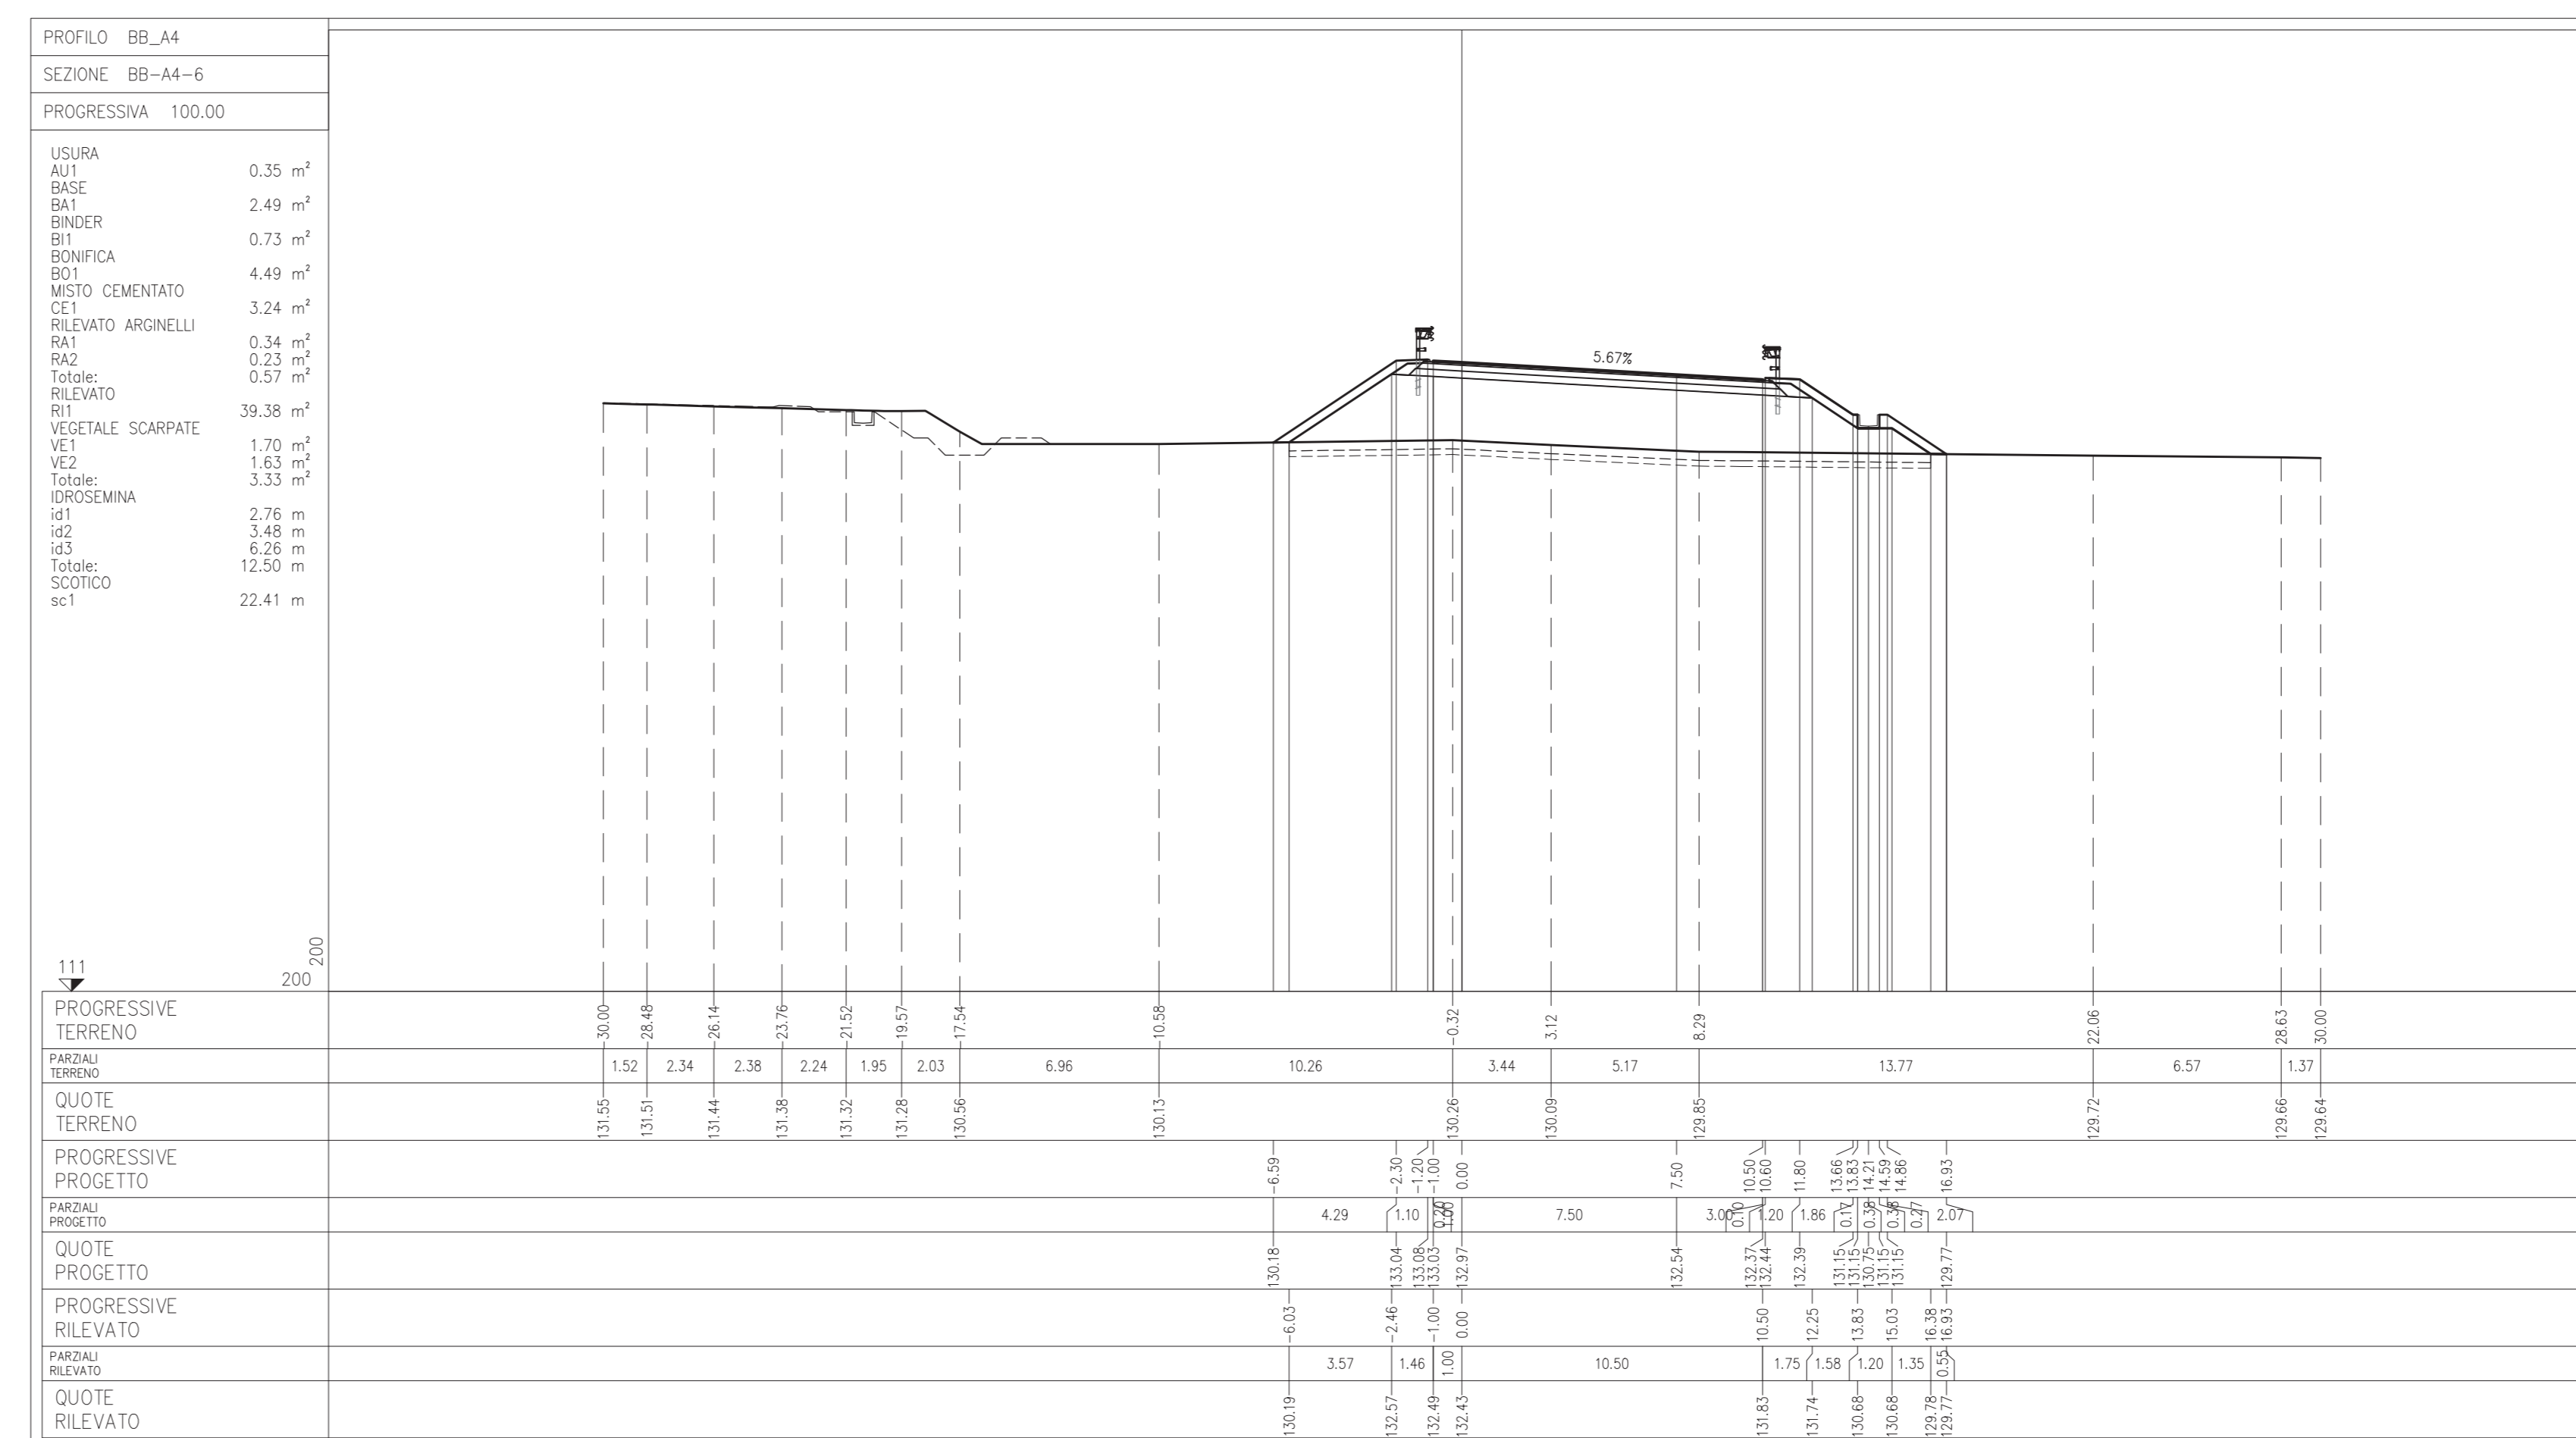 PROFILO BB_A4
SEZIONE BB-A4-6
PROGRESSIVA 100.00
USURA
AU1 0.35 m²
BASE
BA1 2.49 m²
BINDER
BI1 0.73 m²
BONIFICA
BO1 4.49 m²
MISTO CEMENTATO
CE1 3.24 m²
RILEVATO ARGINELLI
RA1 0.34 m²
RA2 0.23 m²
Totale: 0.57 m²
RILEVATO
RI1 39.38 m²
VEGETALE SCARPATE
VE1 1.70 m²
VE2 1.63 m²
Totale: 3.33 m²
IDROSEMINA
id1 2.76 m
id2 3.48 m
id3 6.26 m
Totale: 12.50 m
SCOTICO
sc1 22.41 m
5.67%
111 200 200
PROGRESSIVE
TERRENO
-30.00 -28.48 -26.14 -23.76 -21.52 -19.57 -17.54 -10.58 -0.32 3.12 8.29 22.06 28.63 30.00
PARZIALI
TERRENO
1.52 2.34 2.38 2.24 1.95 2.03 6.96 10.26 3.44 5.17 13.77 6.57 1.37
QUOTE
TERRENO
131.55 131.51 131.44 131.38 131.32 131.28 130.56 130.13 130.26 130.09 129.85 129.72 129.66 129.64
PROGRESSIVE
PROGETTO
-6.59 -2.30 -1.20 -1.00 0.00 7.50 10.50 10.60 11.80 13.66 13.83 14.21 14.59 14.86 16.93
PARZIALI
PROGETTO
4.29 1.10 0.20 1.00 7.50 3.00 0.10 1.20 1.86 0.17 0.38 0.38 0.27 2.07
QUOTE
PROGETTO
130.18 133.04 133.08 133.03 132.97 132.54 132.37 132.44 132.39 131.15 131.15 130.75 131.15 131.15 129.77
PROGRESSIVE
RILEVATO
-6.03 -2.46 -1.00 0.00 10.50 12.25 13.83 15.03 16.38 16.93
PARZIALI
RILEVATO
3.57 1.46 1.00 10.50 1.75 1.58 1.20 1.35 0.55
QUOTE
RILEVATO
130.19 132.57 132.49 132.43 131.83 131.74 130.68 130.68 129.78 129.77